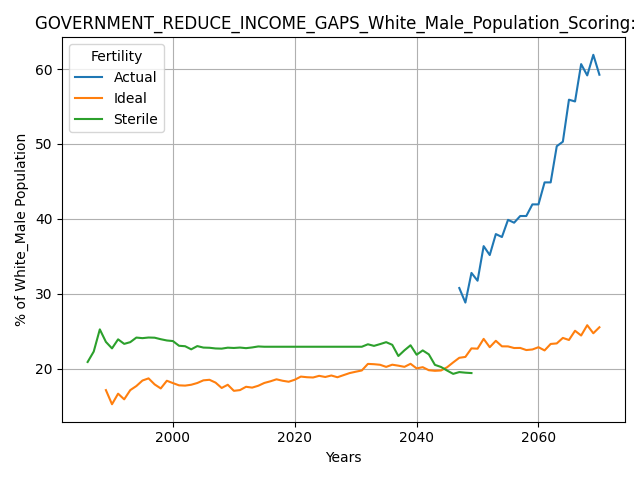 GOVERNMENT_REDUCE_INCOME_GAPS_White_Male_Population_Scoring:
Fertility
Actual
Ideal
Sterile
% of White_Male Population
60
50
40
30
20
2000
2020
2040
2060
Years